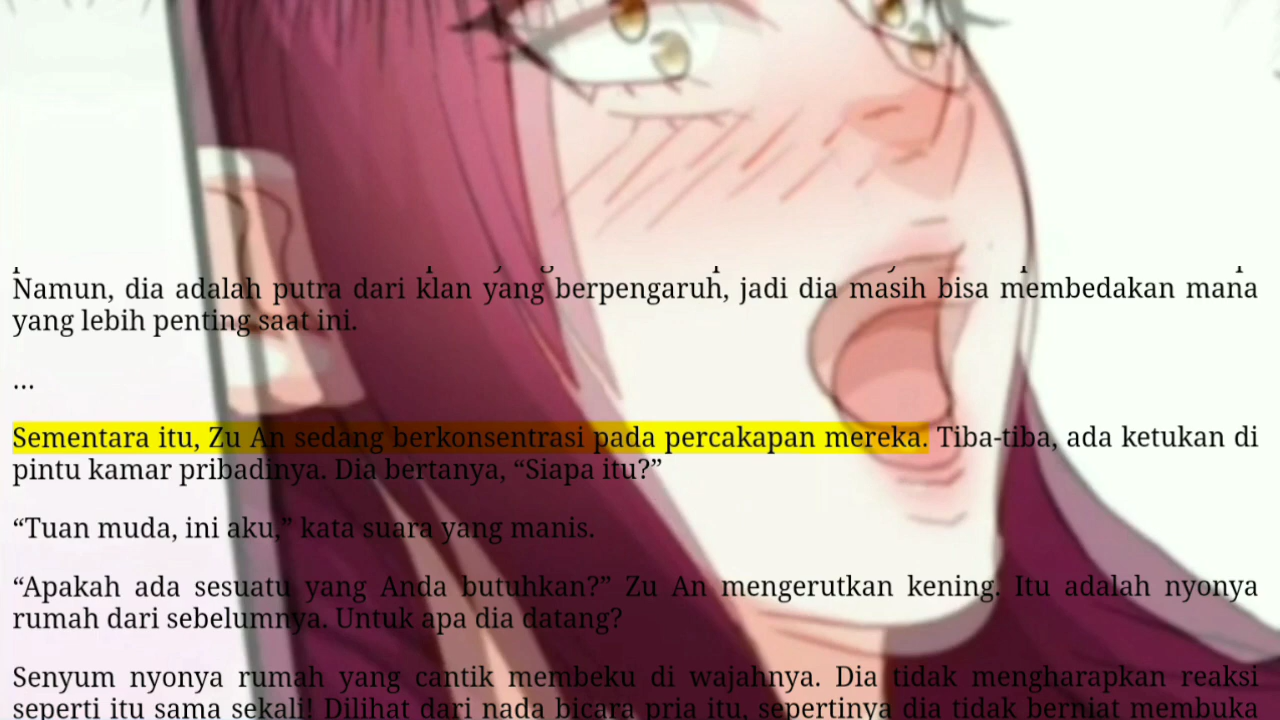 Namun, dia adalah putra dari klan yang berpengaruh, jadi dia masih bisa membedakan mana
yang lebih penting saat ini.
...
Sementara itu, Zu An sedang berkonsentrasi pada percakapan mereka. Tiba-tiba, ada ketukan di
pintu kamar pribadinya. Dia bertanya, “Siapa itu?”
“Tuan muda, ini aku,” kata suara yang manis.
“Apakah ada sesuatu yang Anda butuhkan?” Zu An mengerutkan kening. Itu adalah nyonya
rumah dari sebelumnya. Untuk apa dia datang?
Senyum nyonya rumah yang cantik membeku di wajahnya. Dia tidak mengharapkan reaksi
seperti itu sama sekali! Dilihat dari nada bicara pria itu, sepertinya dia tidak berniat membuka